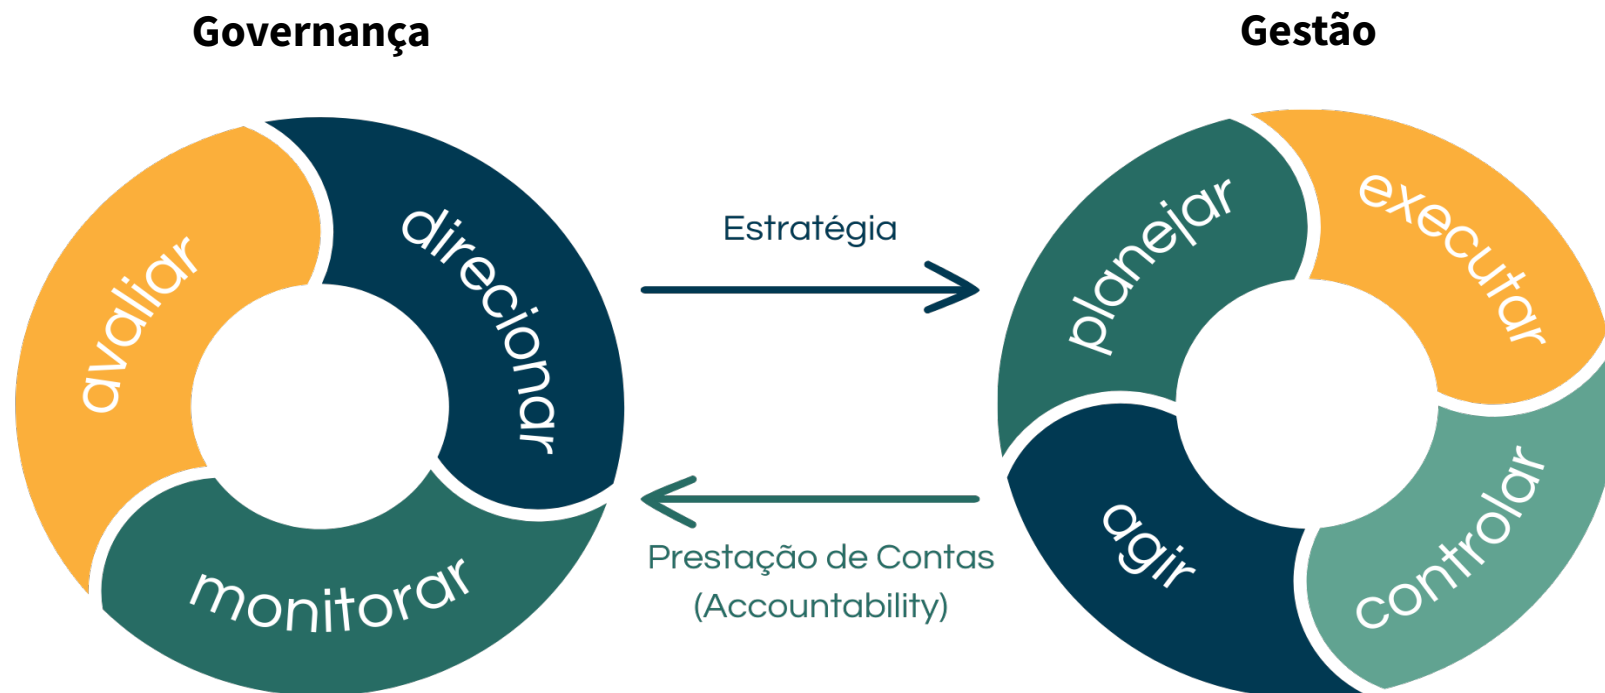 Governança
Gestão
avaliar
direcionar
monitorar
Estratégia
Prestação de Contas
(Accountability)
planejar
executar
controlar
agir